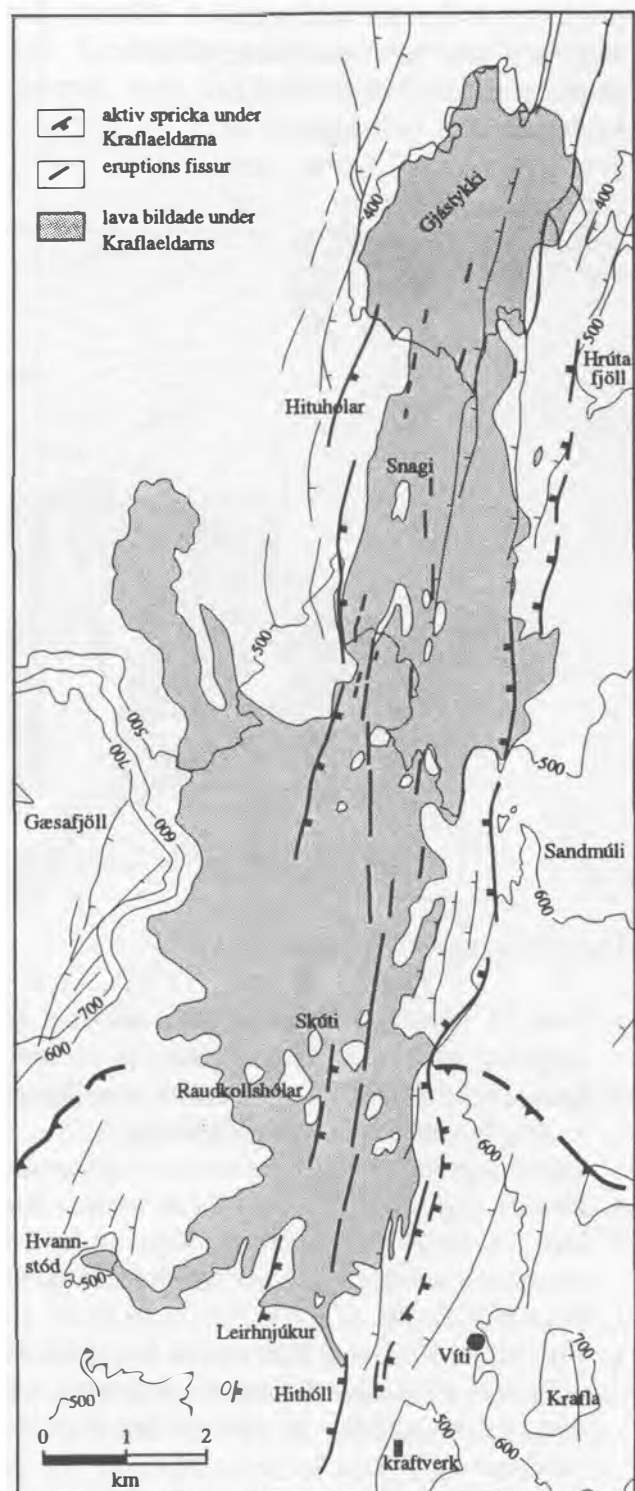 aktiv spricka under
Kraflaeldarna
eruptions fissur
lava bildade under
Kraflaeldarns
400
Gjástykki
400
500
Hrúta
fjöll
Hituhólar
Snagi
500
500
700
600
Gæsafjöll
500
Sandmúli
600
700
600
Skóti
Raudkollshólar
600
Hvann-
stód
500
Leirhnjúkur
Víti
700
Hithóll
Krafla
500
500
600
kraftverk
0
1
2
km